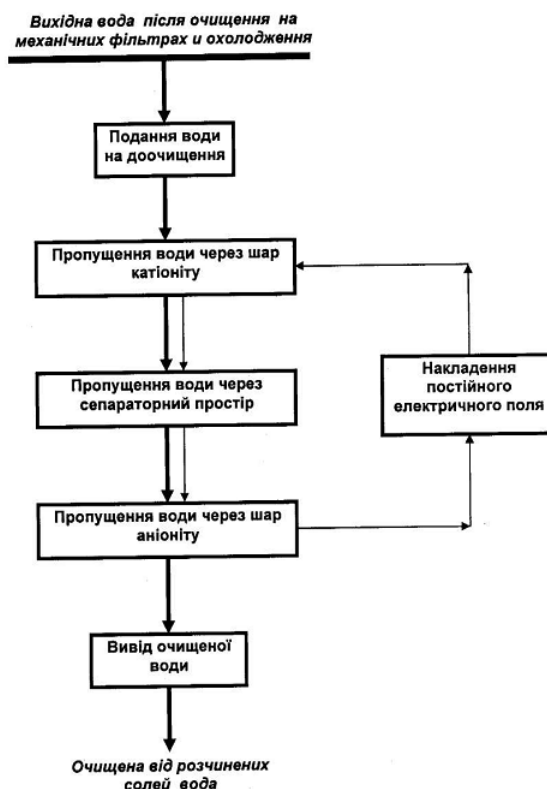 Вихідна вода після очищення на
механічних фільтрах и охолодження
Подання води
на доочищення
Пропущення води через шар
катіоніту
Пропущення води через
сепараторний простір
Накладення
постійного
електричного поля
Пропущення води через шар
аніоніту
Вивід очищеної
води
Очищена від розчинених
солей вода